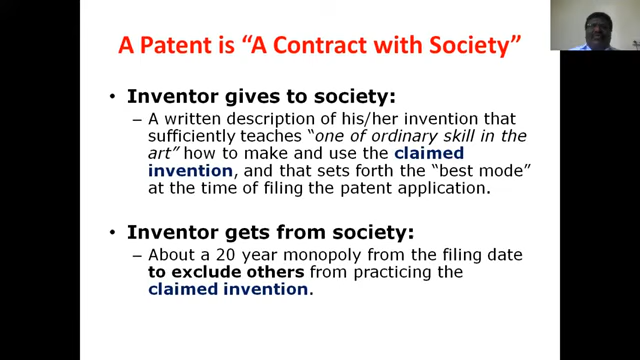 A Patent is “A Contract with Society”
• Inventor gives to society:
– A written description of his/her invention that
sufficiently teaches “one of ordinary skill in the
art” how to make and use the claimed
invention, and that sets forth the “best mode”
at the time of filing the patent application.
• Inventor gets from society:
– About a 20 year monopoly from the filing date
to exclude others from practicing the
claimed invention.